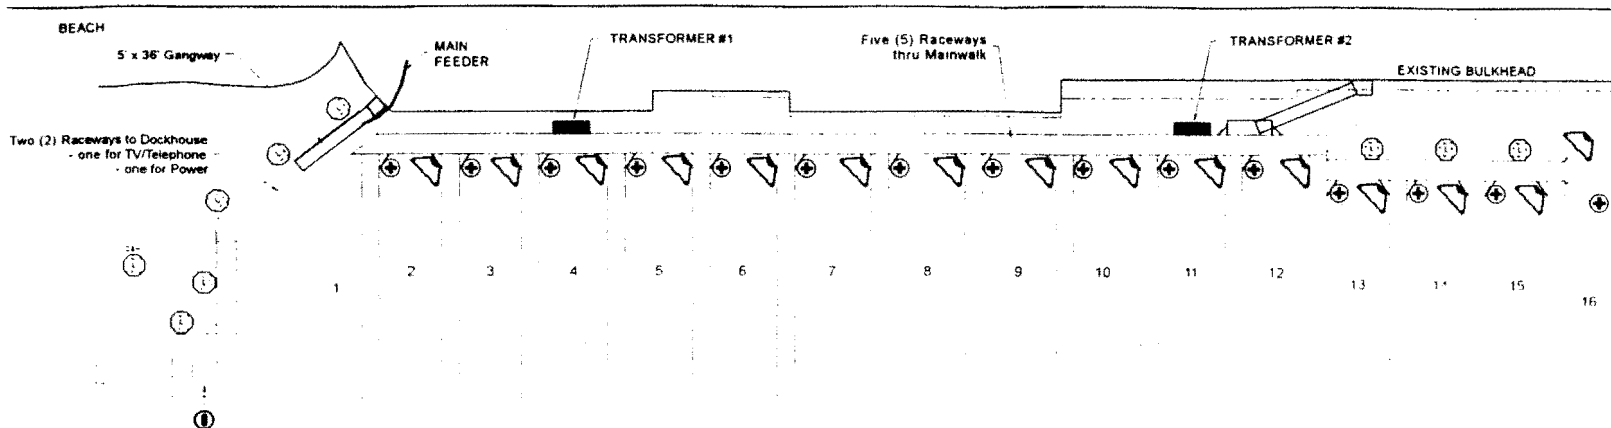 BEACH
5' x 36' Gangway
MAIN
FEEDER
TRANSFORMER #1
Five (5) Raceways
thru Mainwalk
TRANSFORMER #2
EXISTING BULKHEAD
Two (2) Raceways to Dockhouse
- one for TV/Telephone
- one for Power
1
2
3
4
5
6
7
8
9
10
11
12
13
15
16